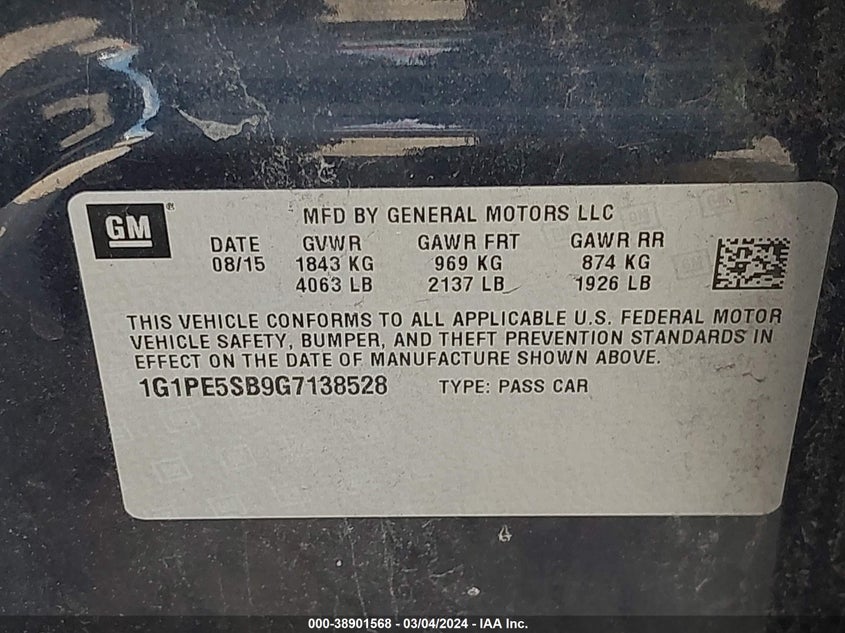 GM
MFD BY GENERAL MOTORS LLC
DATE GVWR GAWR FRT GAWR RR
08/15 1843 KG 969 KG 874 KG
4063 LB 2137 LB 1926 LB
THIS VEHICLE CONFORMS TO ALL APPLICABLE U.S. FEDERAL MOTOR
VEHICLE SAFETY, BUMPER, AND THEFT PREVENTION STANDARDS IN
EFFECT ON THE DATE OF MANUFACTURE SHOWN ABOVE.
1G1PE5SB9G7138528 TYPE: PASS CAR
000-38901568 - 03/04/2024 - IAA Inc.